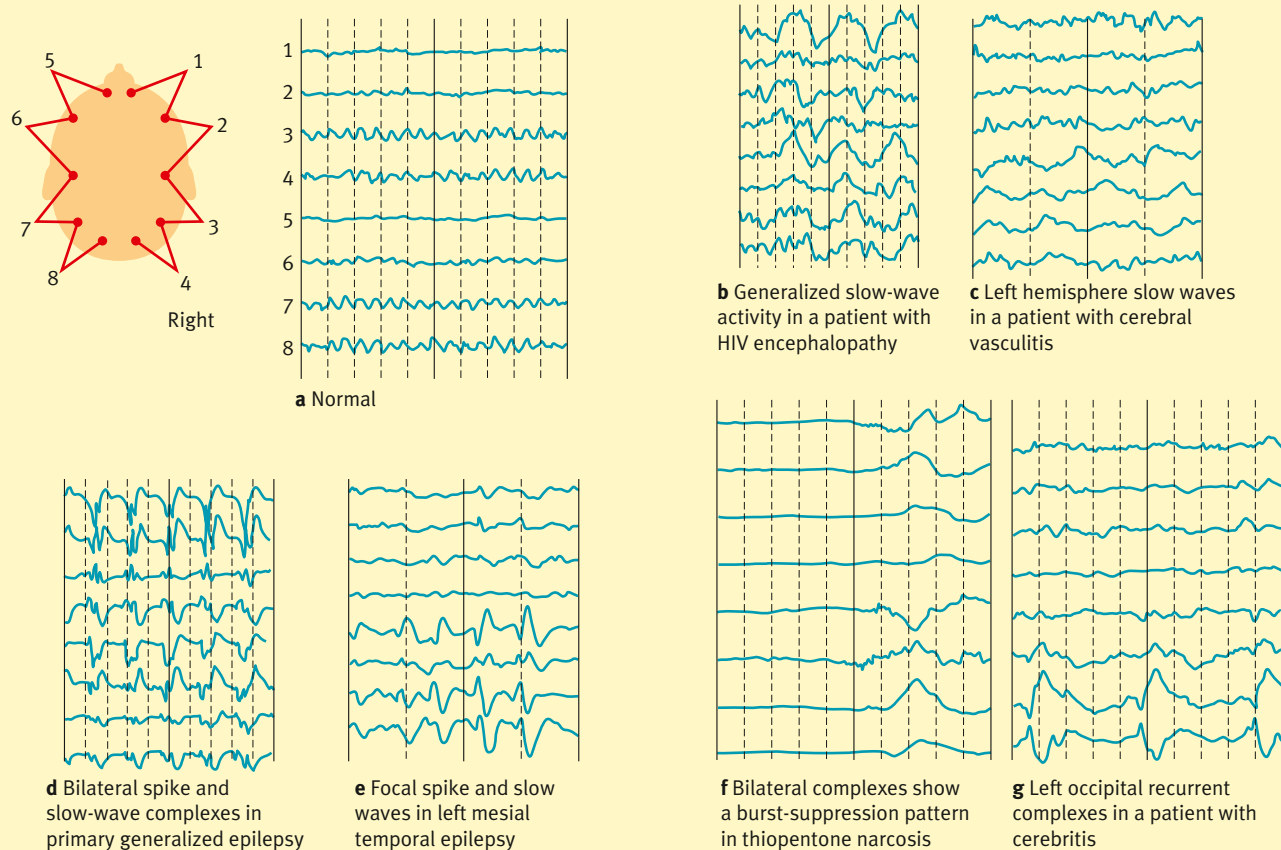 5
1
6
2
7
3
8
4
Right
1
2
3
4
5
6
7
8
a Normal
b Generalized slow-wave
activity in a patient with
HIV encephalopathy
c Left hemisphere slow waves
in a patient with cerebral
vasculitis
d Bilateral spike and
slow-wave complexes in
primary generalized epilepsy
e Focal spike and slow
waves in left mesial
temporal epilepsy
f Bilateral complexes show
a burst-suppression pattern
in thiopentone narcosis
g Left occipital recurrent
complexes in a patient with
cerebritis